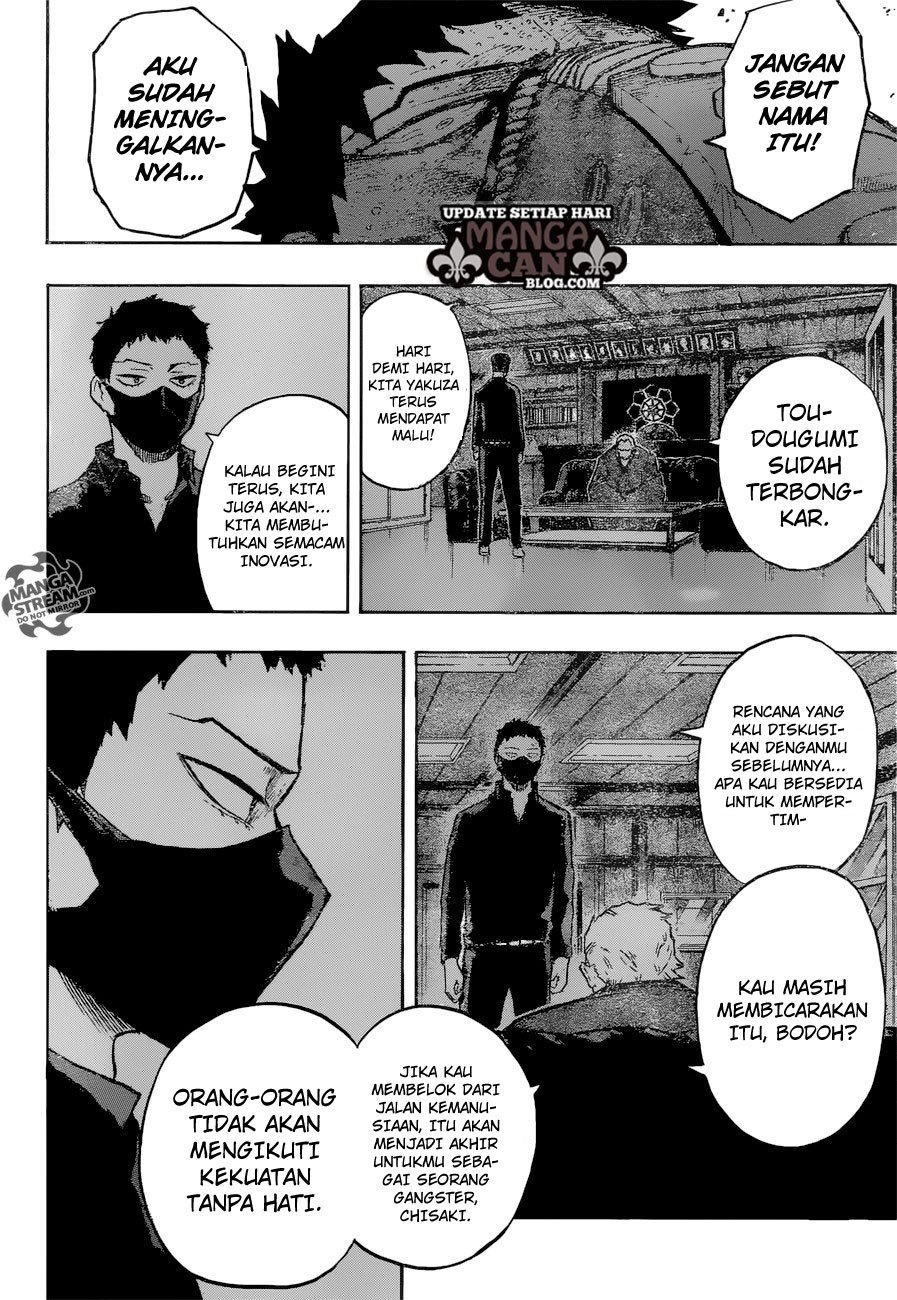 JANGAN
SEBUT
NAMA
ITU!
AKU
SUDAH
MENING-
GALKAN-
NYA...
UPDATE SETIAP HARI
MANGA
CAN
BLOG.COM
TOU-
DOUGUMI
SUDAH
TERBONG-
KAR.
HARI
DEMI HARI,
KITA YAKUZA
TERUS
MENDAPAT
MALU!
KALAU BEGINI
TERUS, KITA
JUGA AKAN-...
KITA MEMBU-
TUHKAN SEMACAM
INOVASI.
MANGA
STREAM.com
DO NOT MIRROR
RENCANA YANG
AKU DISKUSI-
KAN DENGANMU
SEBELUMNYA...
APA KAU BERSEDIA
UNTUK MEMPER-
TIM-
KAU MASIH
MEMBICARAKAN
ITU, BODOH?
JIKA KAU
MEMBELOK DARI
JALAN KEMANU-
SIAAN, ITU AKAN
MENJADI AKHIR
UNTUKMU SEBA-
GAI SEORANG
GANGSTER,
CHISAKI.
ORANG-ORANG
TIDAK AKAN
MENGIKUTI
KEKUATAN
TANPA HATI.